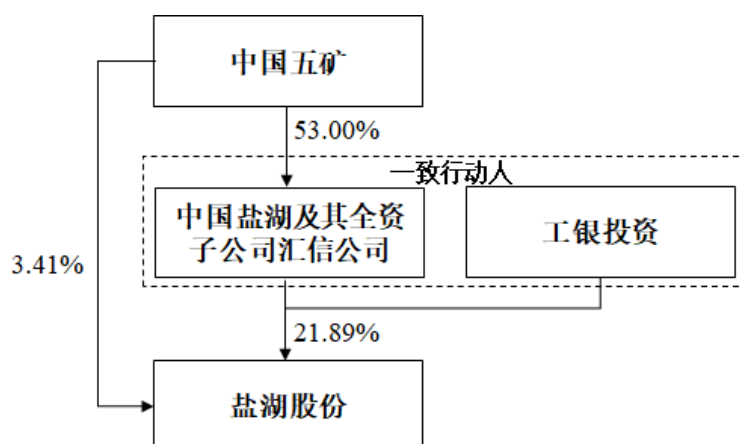 中国五矿
53.00%
一致行动人
中国盐湖及其全资
子公司汇信公司
工银投资
3.41%
21.89%
盐湖股份